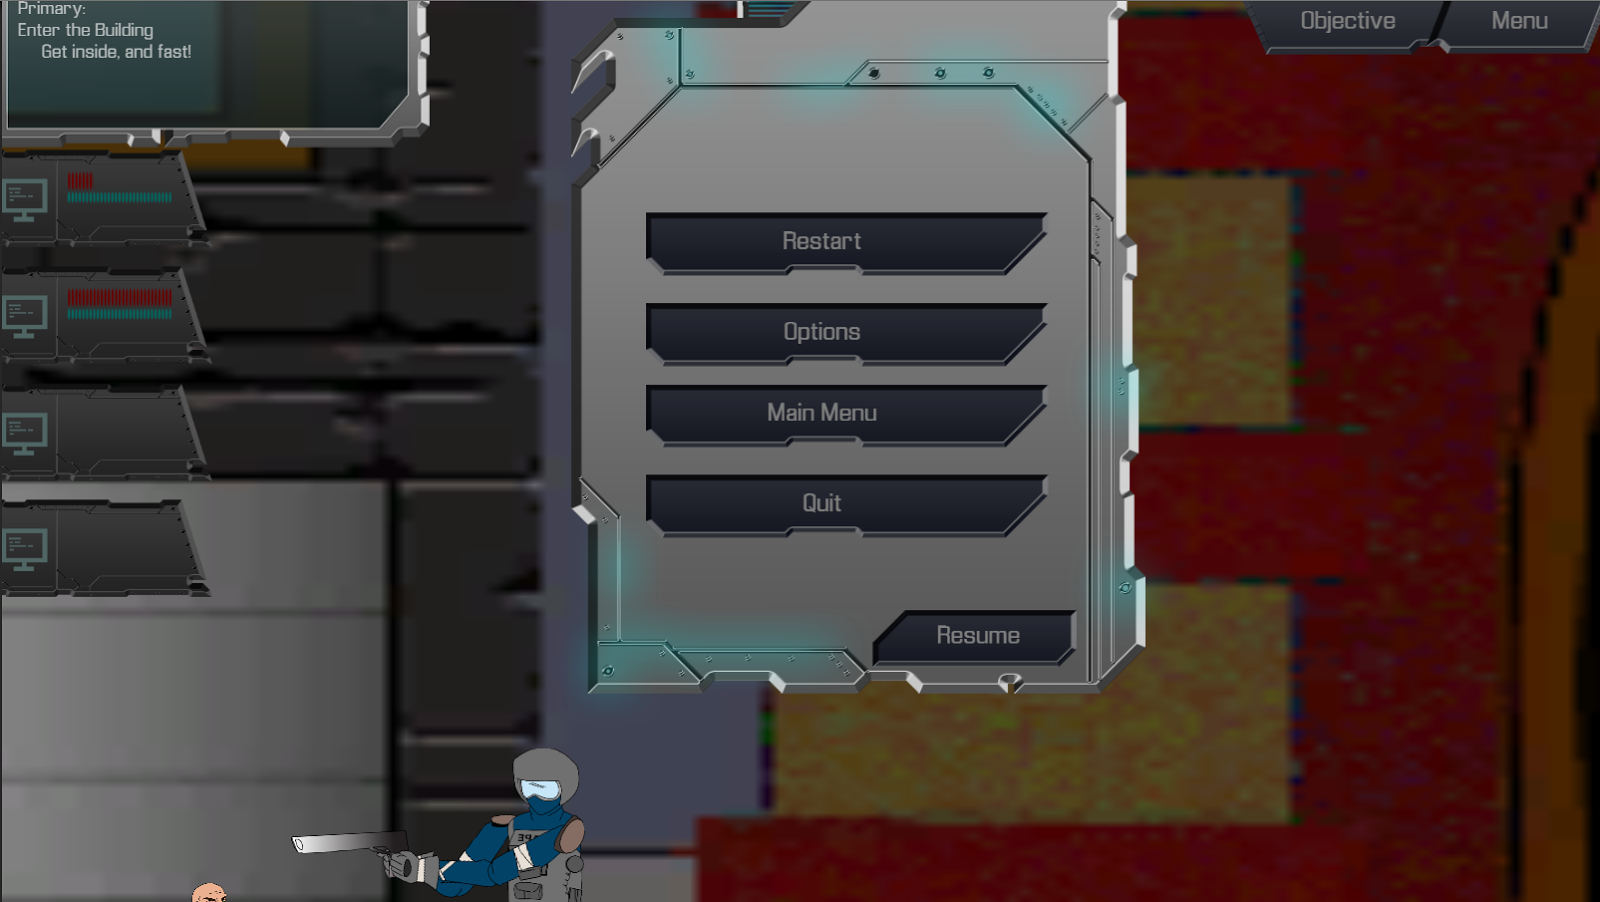 Primary:
Enter the Building
Get inside, and fast!
Objective
Menu
Restart
Options
Main Menu
Quit
Resume